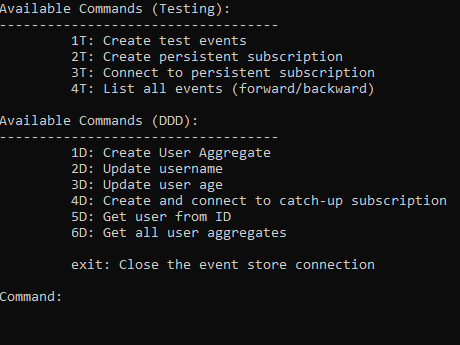 Available Commands (Testing):
-----------------------------------
1T: Create test events
2T: Create persistent subscription
3T: Connect to persistent subscription
4T: List all events (forward/backward)
Available Commands (DDD):
-----------------------------------
1D: Create User Aggregate
2D: Update username
3D: Update user age
4D: Create and connect to catch-up subscription
5D: Get user from ID
6D: Get all user aggregates
exit: Close the event store connection
Command: